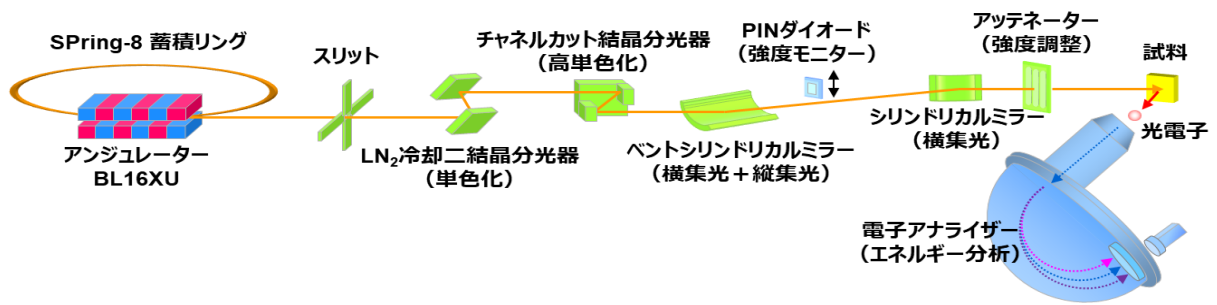 SPring-8 蓄積リング
アンジュレーター
BL16XU
スリット
LN₂冷却二結晶分光器
(単色化)
チャネルカット結晶分光器
(高単色化)
ベントシリンドリカルミラー
(横集光+縦集光)
PINダイオード
(強度モニター)
シリンドリカルミラー
(横集光)
アッテネーター
(強度調整)
試料
光電子
電子アナライザー
(エネルギー分析)